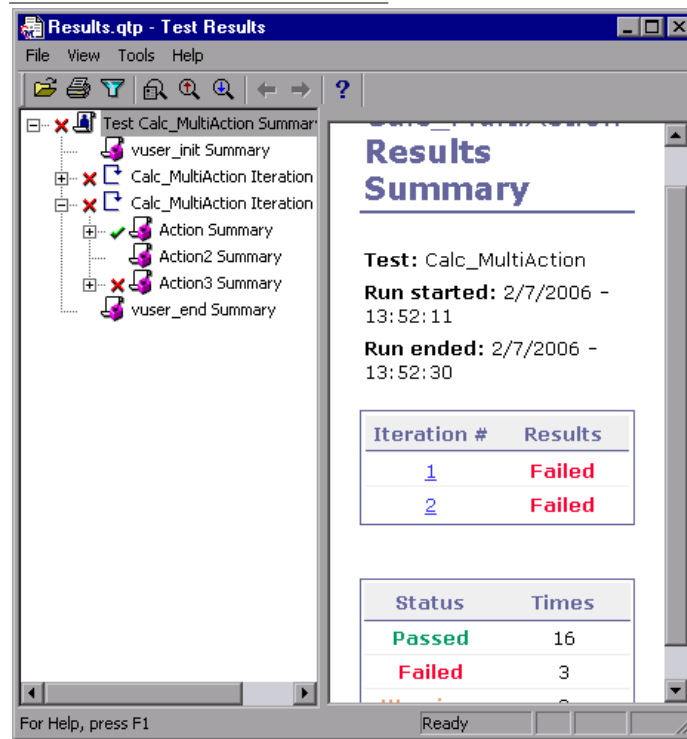 Results.qtp - Test Results
File View Tools Help
?
Test Calc_MultiAction Summar
vuser_init Summary
Calc_MultiAction Iteration
Calc_MultiAction Iteration
Action Summary
Action2 Summary
Action3 Summary
vuser_end Summary
Results
Summary
Test: Calc_MultiAction
Run started: 2/7/2006 -
13:52:11
Run ended: 2/7/2006 -
13:52:30
Iteration # Results
1 Failed
2 Failed
Status Times
Passed 16
Failed 3
For Help, press F1
Ready